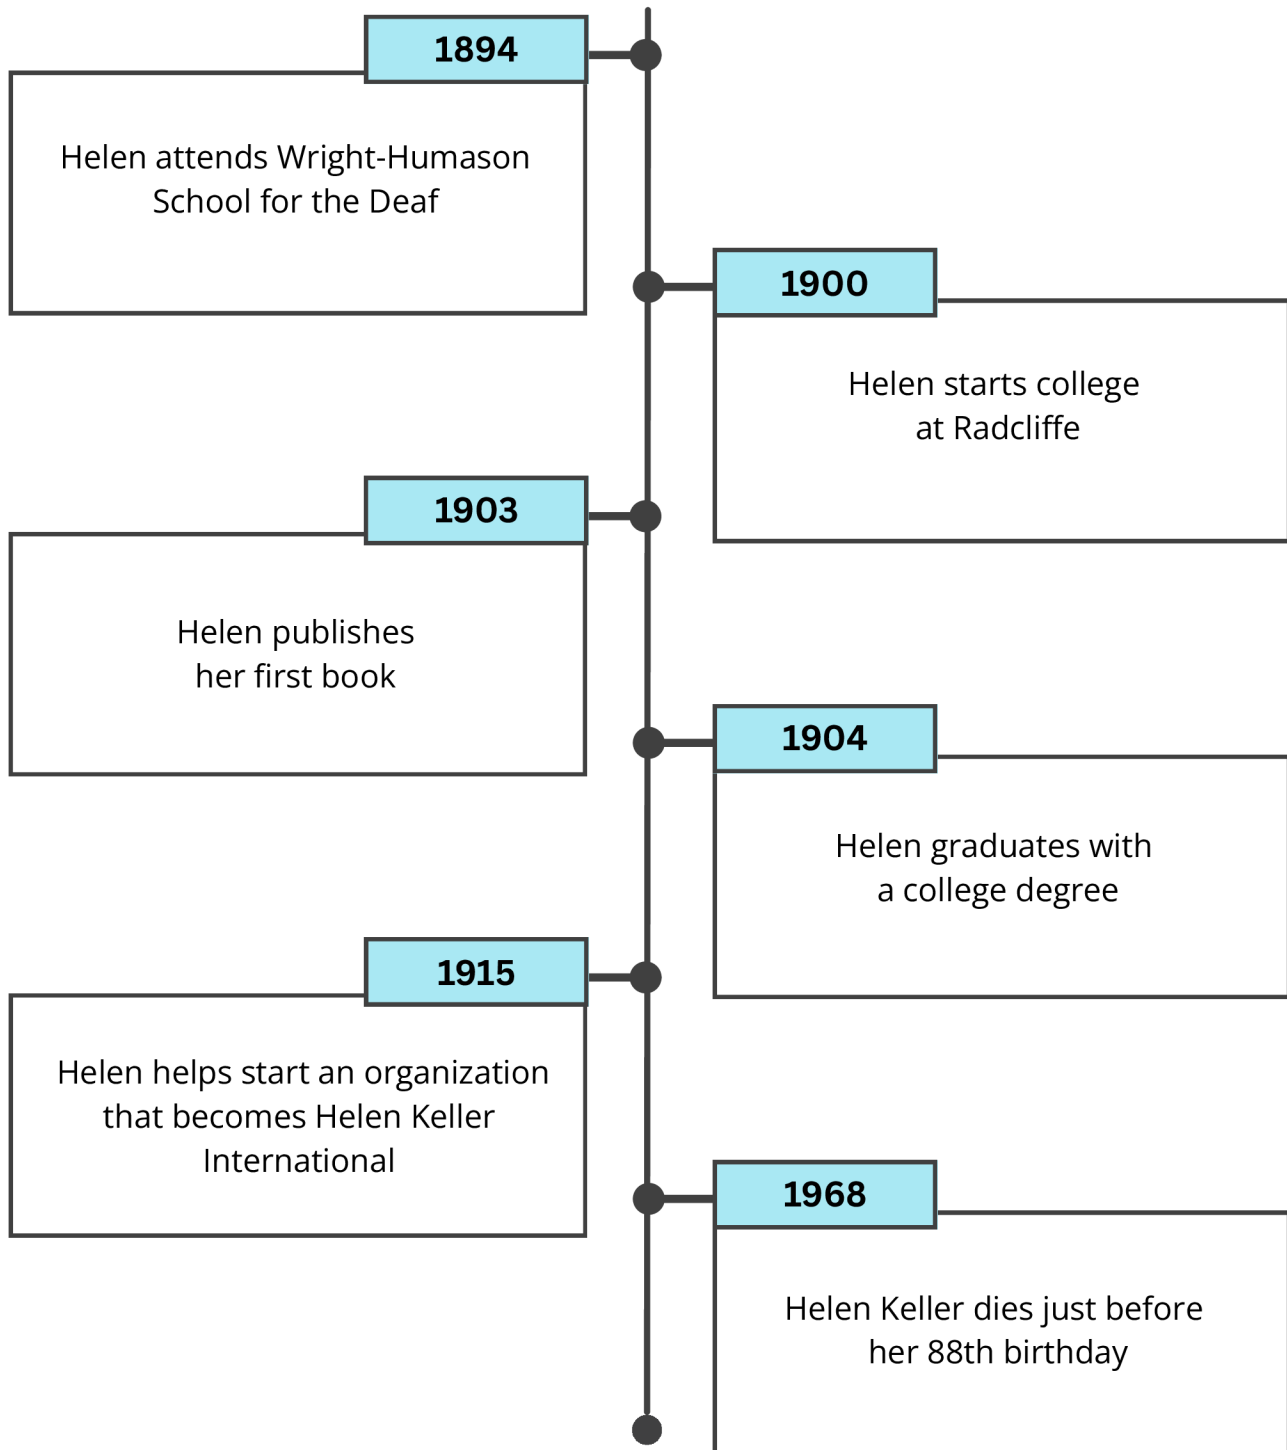 1894
Helen attends Wright-Humason
School for the Deaf
1900
Helen starts college
at Radcliffe
1903
Helen publishes
her first book
1904
Helen graduates with
a college degree
1915
Helen helps start an organization
that becomes Helen Keller
International
1968
Helen Keller dies just before
her 88th birthday